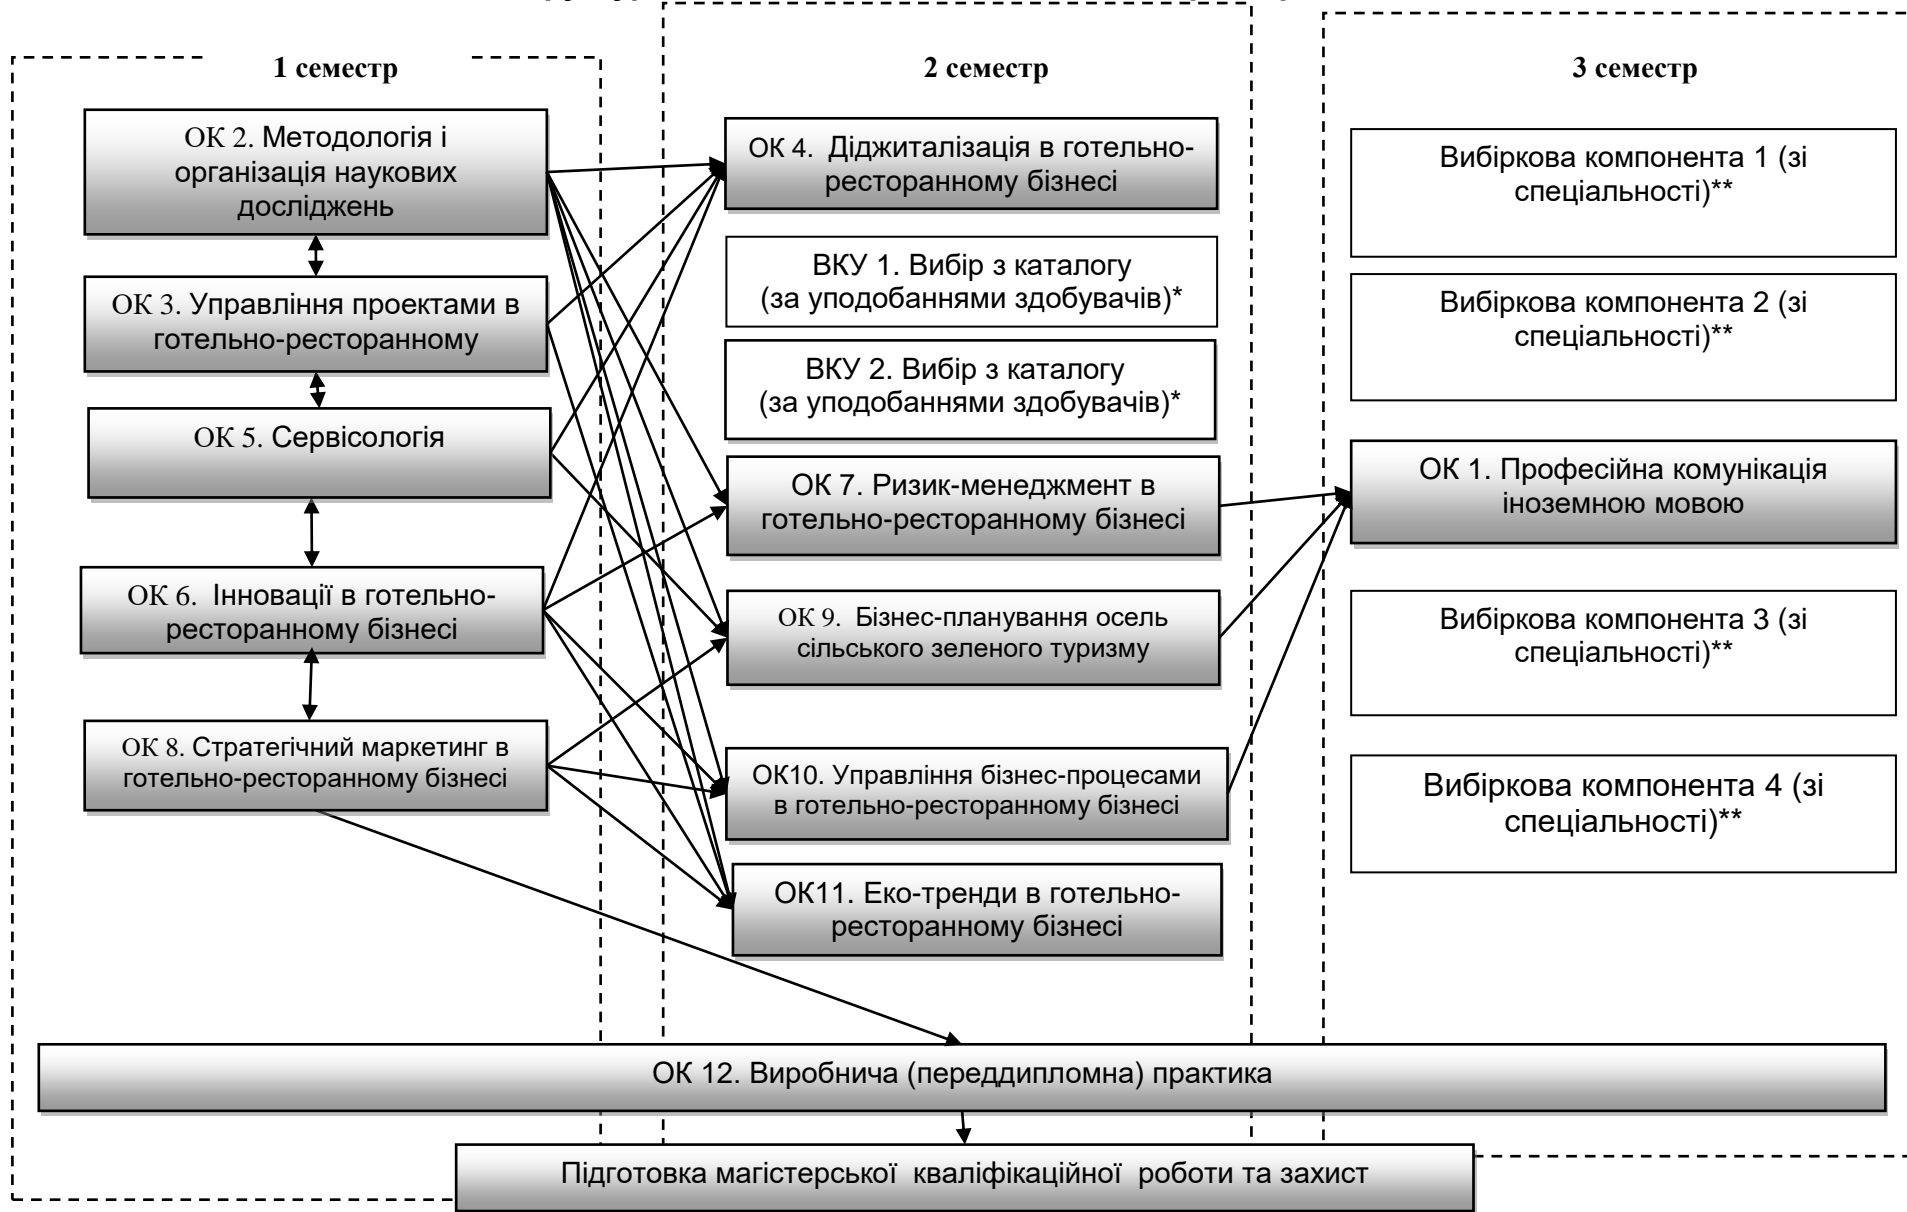 1 семестр
ОК 2. Методологія і
організація наукових
досліджень
ОК 3. Управління проектами в
готельно-ресторанному
ОК 5. Сервісологія
ОК 6. Інновації в готельно-
ресторанному бізнесі
ОК 8. Стратегічний маркетинг в
готельно-ресторанному бізнесі
2 семестр
ОК 4. Діджиталізація в готельно-
ресторанному бізнесі
ВКУ 1. Вибір з каталогу
(за уподобаннями здобувачів)*
ВКУ 2. Вибір з каталогу
(за уподобаннями здобувачів)*
ОК 7. Ризик-менеджмент в
готельно-ресторанному бізнесі
ОК 9. Бізнес-планування осель
сільського зеленого туризму
ОК10. Управління бізнес-процесами
в готельно-ресторанному бізнесі
ОК11. Еко-тренди в готельно-
ресторанному бізнесі
3 семестр
Вибіркова компонента 1 (зі
спеціальності)**
Вибіркова компонента 2 (зі
спеціальності)**
ОК 1. Професійна комунікація
іноземною мовою
Вибіркова компонента 3 (зі
спеціальності)**
Вибіркова компонента 4 (зі
спеціальності)**
ОК 12. Виробнича (переддипломна) практика
Підготовка магістерської кваліфікаційної роботи та захист